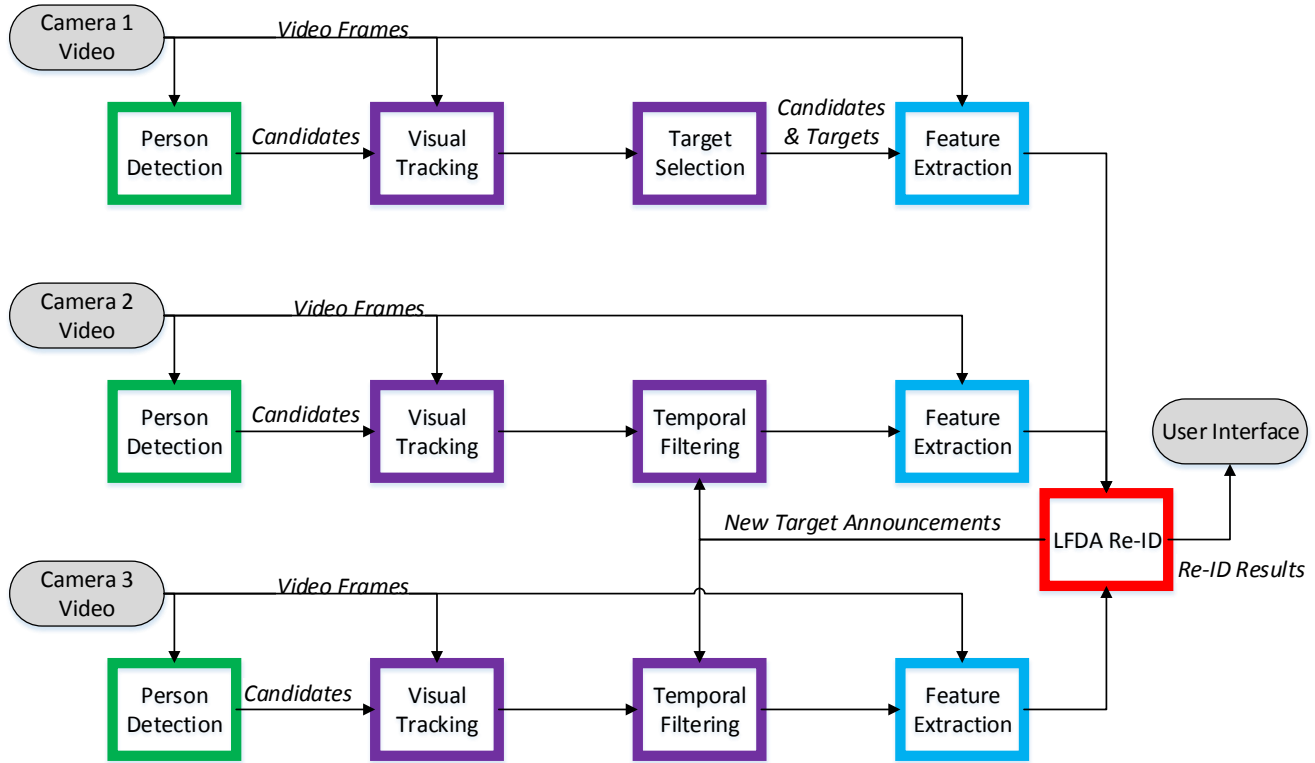 Camera 1
Video
Video Frames
Person
Detection
Candidates
Visual
Tracking
Target
Selection
Candidates
& Targets
Feature
Extraction
Camera 2
Video
Video Frames
Person
Detection
Candidates
Visual
Tracking
Temporal
Filtering
Feature
Extraction
User Interface
New Target Announcements
LFDA Re-ID
Re-ID Results
Camera 3
Video
Video Frames
Person
Detection
Candidates
Visual
Tracking
Temporal
Filtering
Feature
Extraction